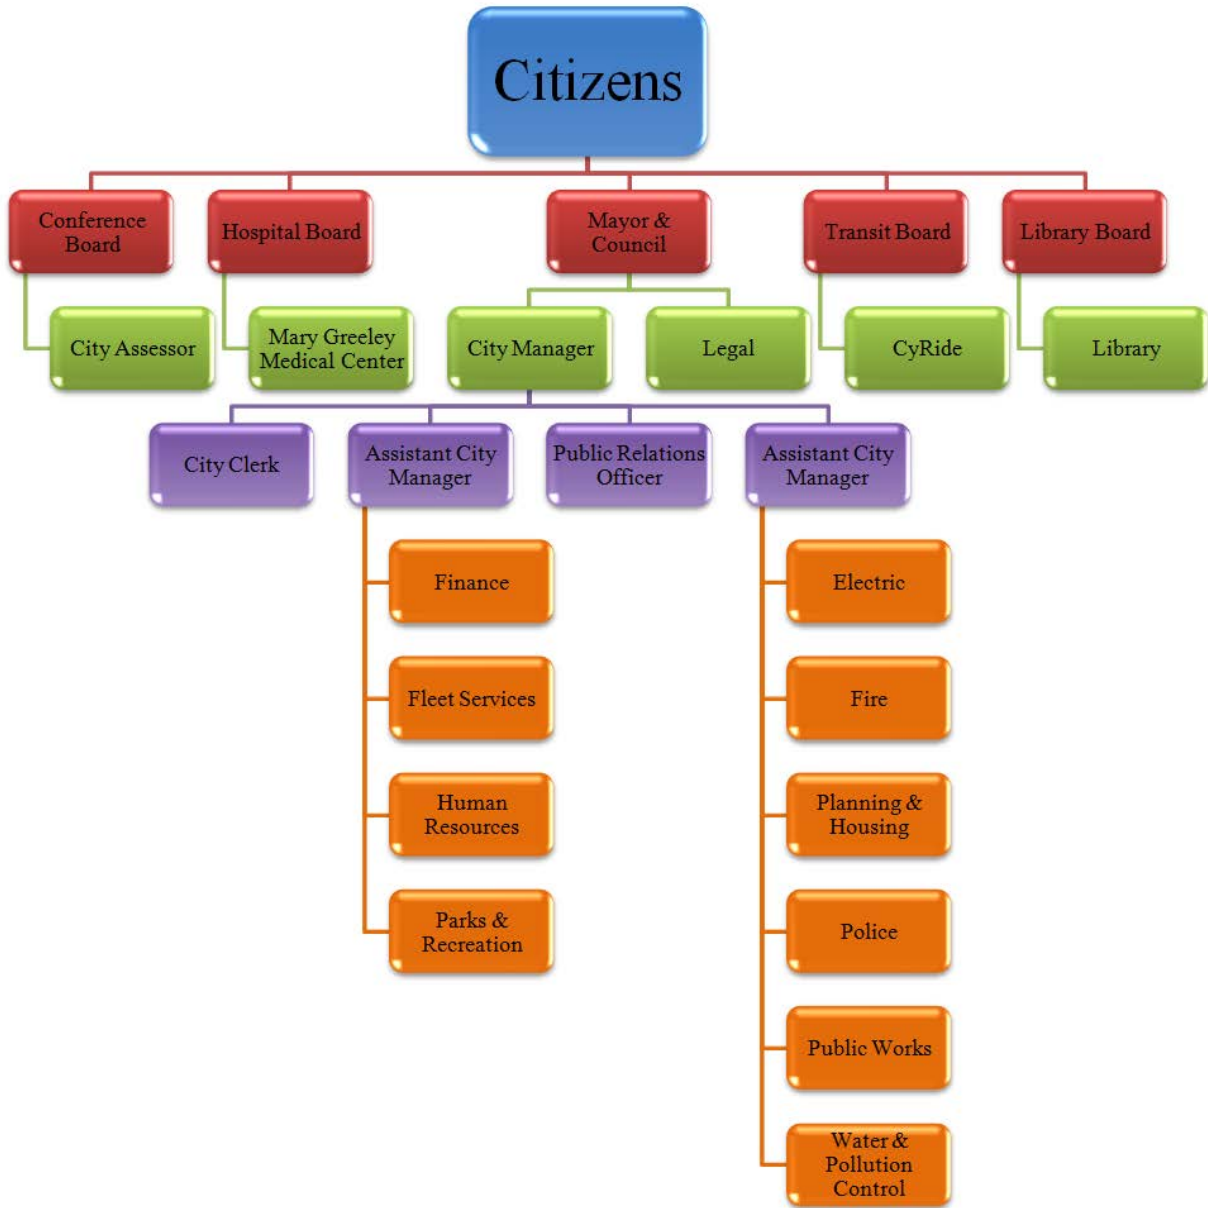 Citizens
Conference
Board
Hospital Board
Mayor &
Council
Transit Board
Library Board
City Assessor
Mary Greeley
Medical Center
City Manager
Legal
CyRide
Library
City Clerk
Assistant City
Manager
Public Relations
Officer
Assistant City
Manager
Finance
Fleet Services
Human
Resources
Parks &
Recreation
Electric
Fire
Planning &
Housing
Police
Public Works
Water &
Pollution
Control